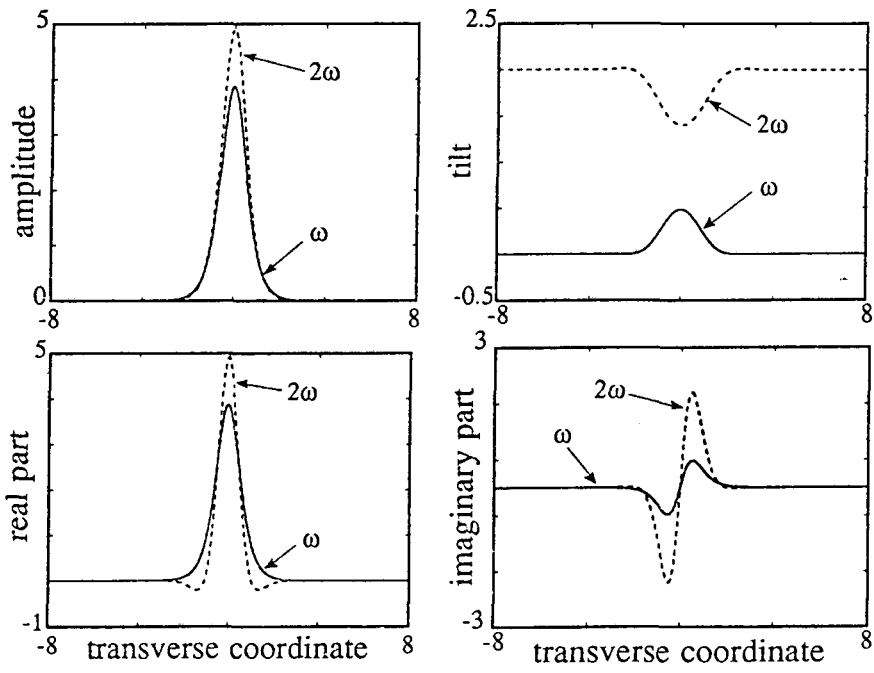 5
2ω
ω
amplitude
0
-8
8
2.5
2ω
ω
tilt
-0.5
-8
8
5
2ω
ω
real part
-1
-8
transverse coordinate
8
3
2ω
ω
imaginary part
-3
-8
transverse coordinate
8